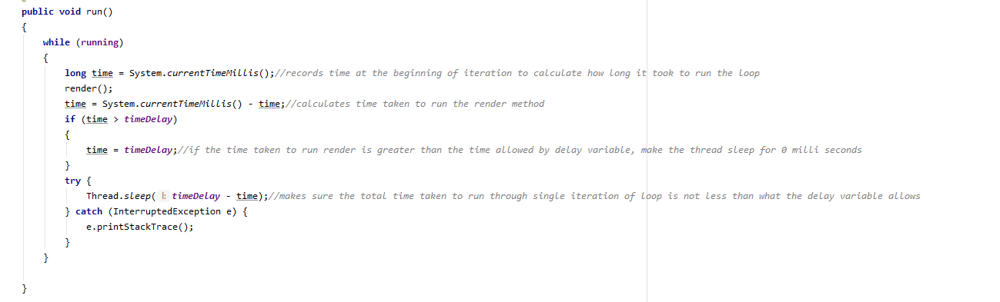 public void run()
{
while (running)
{
long time = System.currentTimeMillis();//records time at the beginning of iteration to calculate how long it took to run the loop
render();
time = System.currentTimeMillis() - time;//calculates time taken to run the render method
if (time > timeDelay)
{
time = timeDelay;//if the time taken to run render is greater than the time allowed by delay variable, make the thread sleep for 0 milli seconds
}
try {
Thread.sleep( l: timeDelay - time);//makes sure the total time taken to run through single iteration of loop is not less than what the delay variable allows
} catch (InterruptedException e) {
e.printStackTrace();
}
}
}